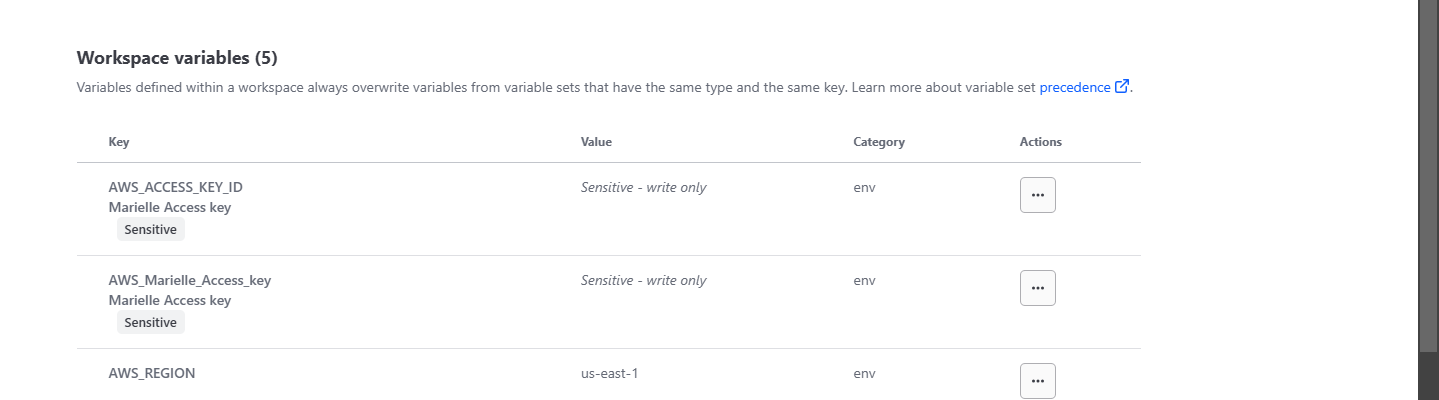 Workspace variables (5)
Variables defined within a workspace always overwrite variables from variable sets that have the same type and the same key. Learn more about variable set precedence.
Key Value Category Actions
AWS_ACCESS_KEY_ID Sensitive - write only env
Marielle Access key
Sensitive
AWS_Marielle_Access_key Sensitive - write only env
Marielle Access key
Sensitive
AWS_REGION us-east-1 env